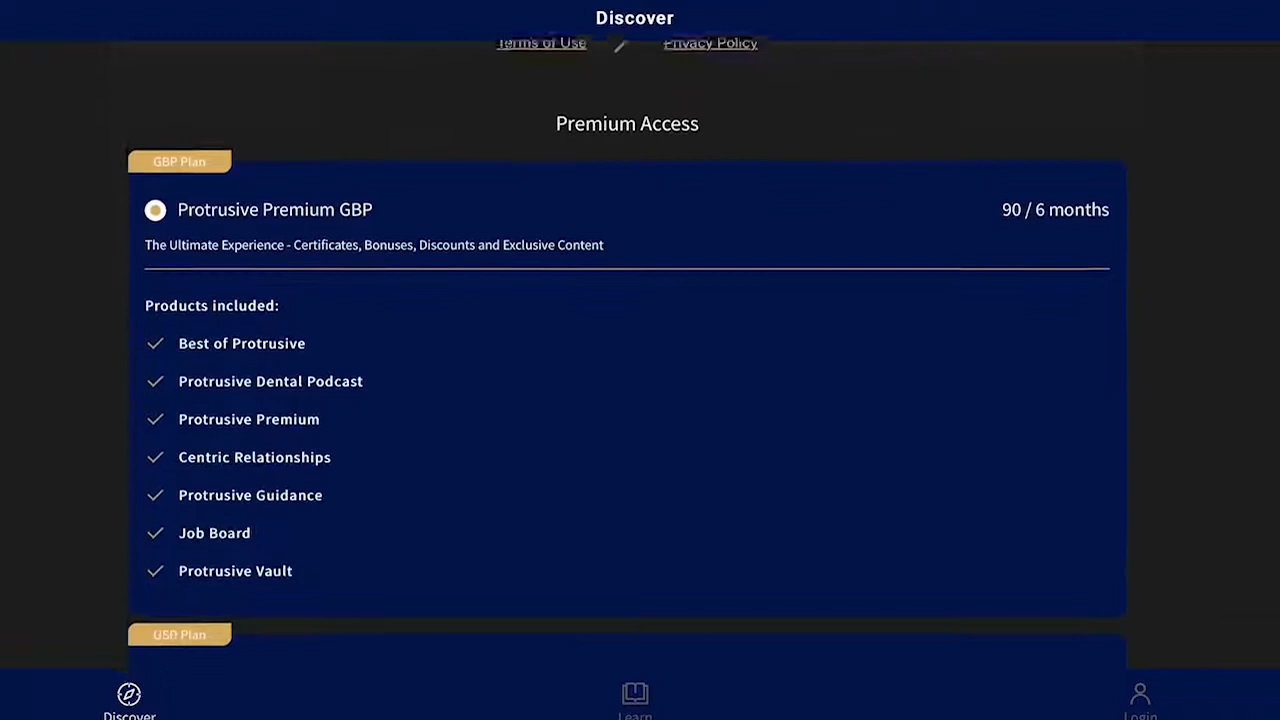 Discover
Terms of Use
Privacy Policy
Premium Access
GBP Plan
Protrusive Premium GBP
90 / 6 months
The Ultimate Experience - Certificates, Bonuses, Discounts and Exclusive Content
Products included:
Best of Protrusive
Protrusive Dental Podcast
Protrusive Premium
Centric Relationships
Protrusive Guidance
Job Board
Protrusive Vault
USD Plan
Discover
Learn
Login